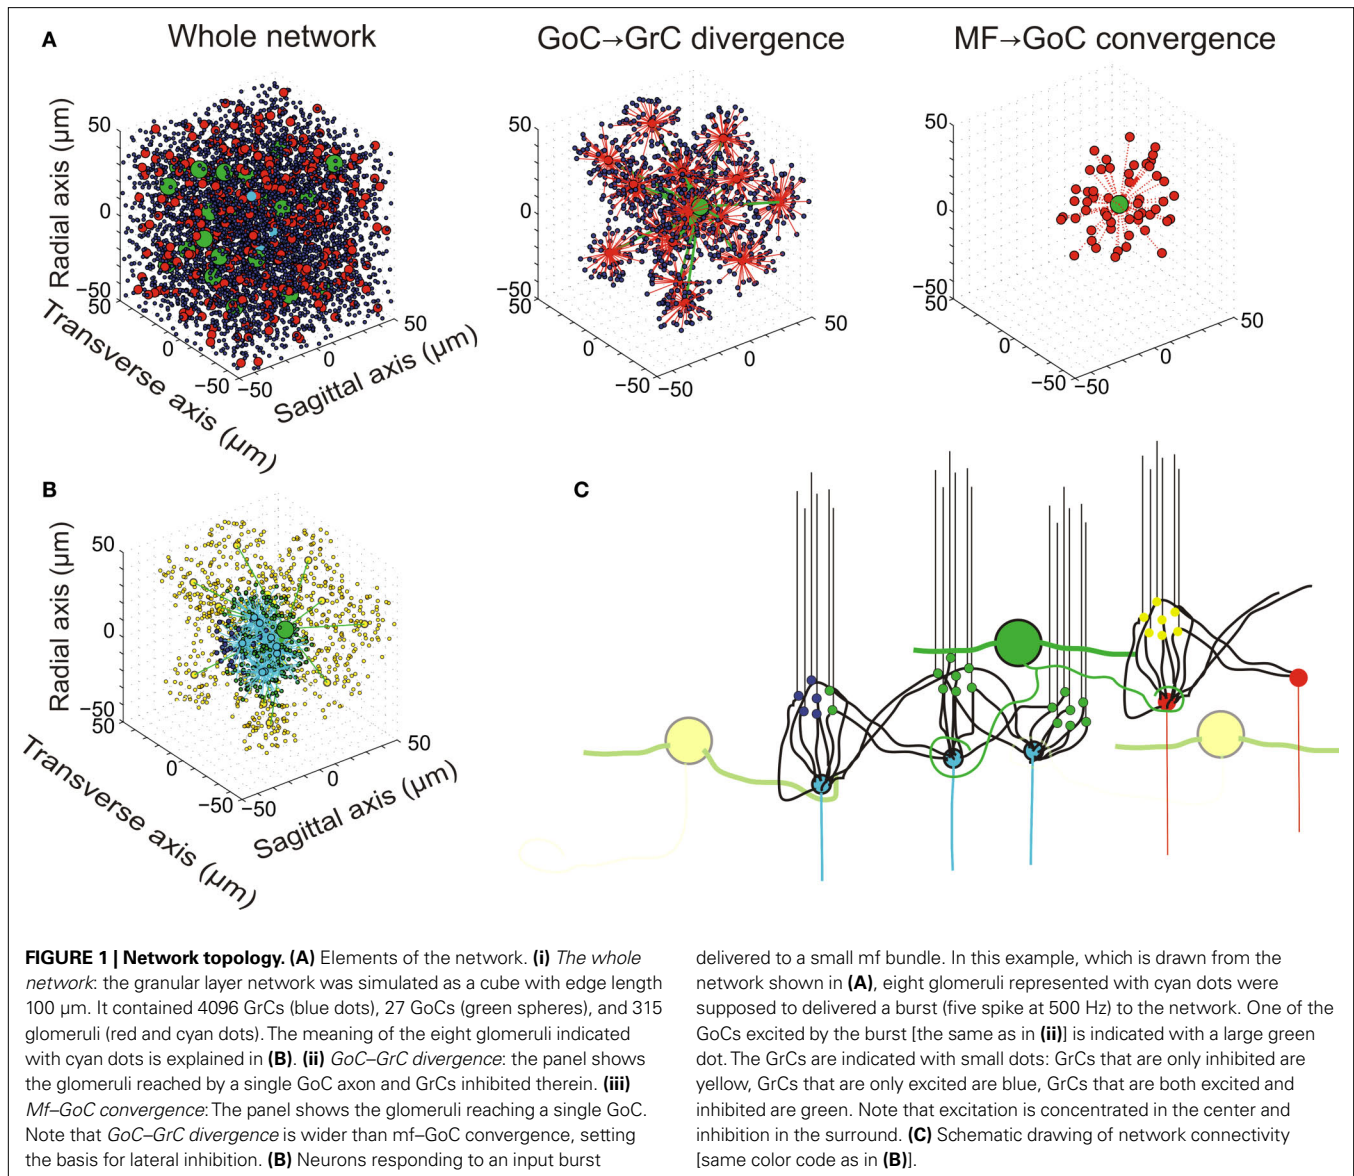 A
Whole network
GoC→GrC divergence
MF→GoC convergence
Radial axis (µm)
50
0
−50
50
0
−50
−50
0
50
Transverse axis (µm)
Sagittal axis (µm)
50
0
−50
50
0
−50
−50
0
50
50
0
−50
50
0
−50
−50
0
50
B
Radial axis (µm)
50
0
−50
50
0
−50
−50
0
50
Transverse axis (µm)
Sagittal axis (µm)
C
FIGURE 1 | Network topology. (A) Elements of the network. (i) The whole
network: the granular layer network was simulated as a cube with edge length
100 µm. It contained 4096 GrCs (blue dots), 27 GoCs (green spheres), and 315
glomeruli (red and cyan dots). The meaning of the eight glomeruli indicated
with cyan dots is explained in (B). (ii) GoC–GrC divergence: the panel shows
the glomeruli reached by a single GoC axon and GrCs inhibited therein. (iii)
Mf–GoC convergence: The panel shows the glomeruli reaching a single GoC.
Note that GoC–GrC divergence is wider than mf–GoC convergence, setting
the basis for lateral inhibition. (B) Neurons responding to an input burst
delivered to a small mf bundle. In this example, which is drawn from the
network shown in (A), eight glomeruli represented with cyan dots were
supposed to delivered a burst (five spike at 500 Hz) to the network. One of the
GoCs excited by the burst [the same as in (ii)] is indicated with a large green
dot. The GrCs are indicated with small dots: GrCs that are only inhibited are
yellow, GrCs that are only excited are blue, GrCs that are both excited and
inhibited are green. Note that excitation is concentrated in the center and
inhibition in the surround. (C) Schematic drawing of network connectivity
[same color code as in (B)].